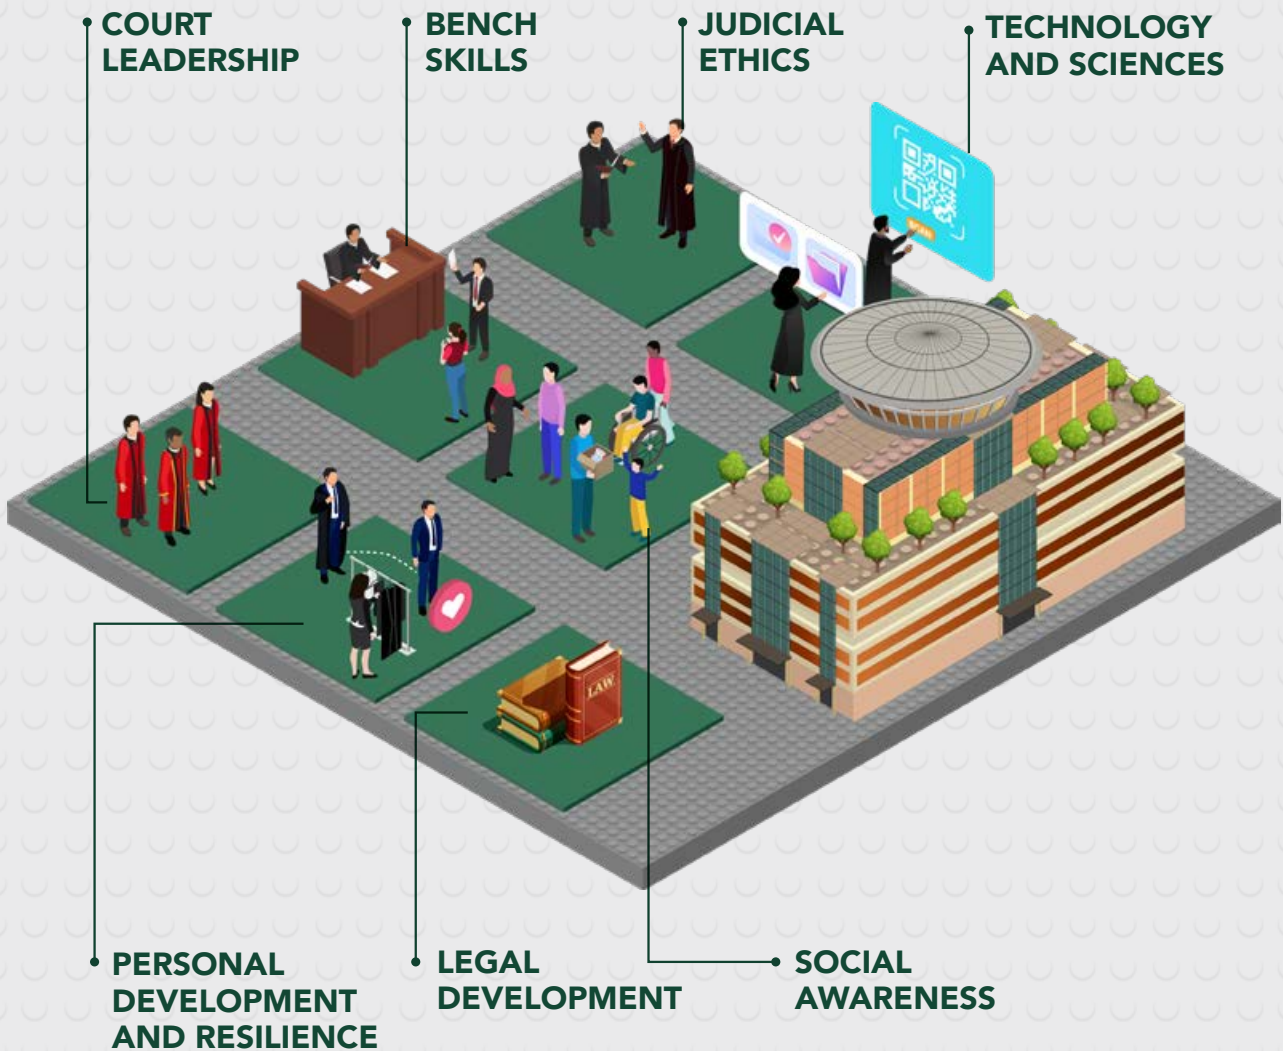 COURT
LEADERSHIP
BENCH
SKILLS
JUDICIAL
ETHICS
TECHNOLOGY
AND SCIENCES
LAW
PERSONAL
DEVELOPMENT
AND RESILIENCE
LEGAL
DEVELOPMENT
SOCIAL
AWARENESS